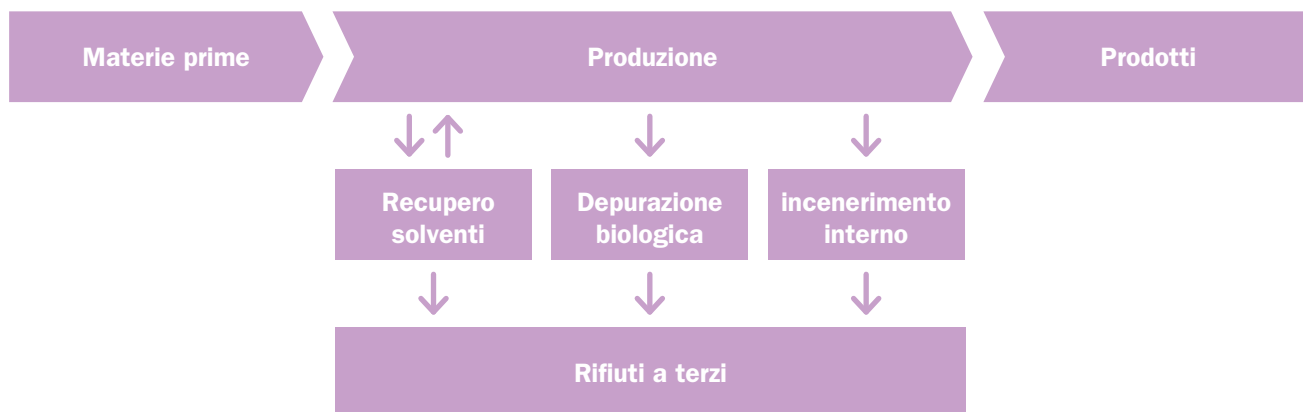 Materie prime
Produzione
Prodotti
Recupero
solventi
Depurazione
biologica
incenerimento
interno
Rifiuti a terzi